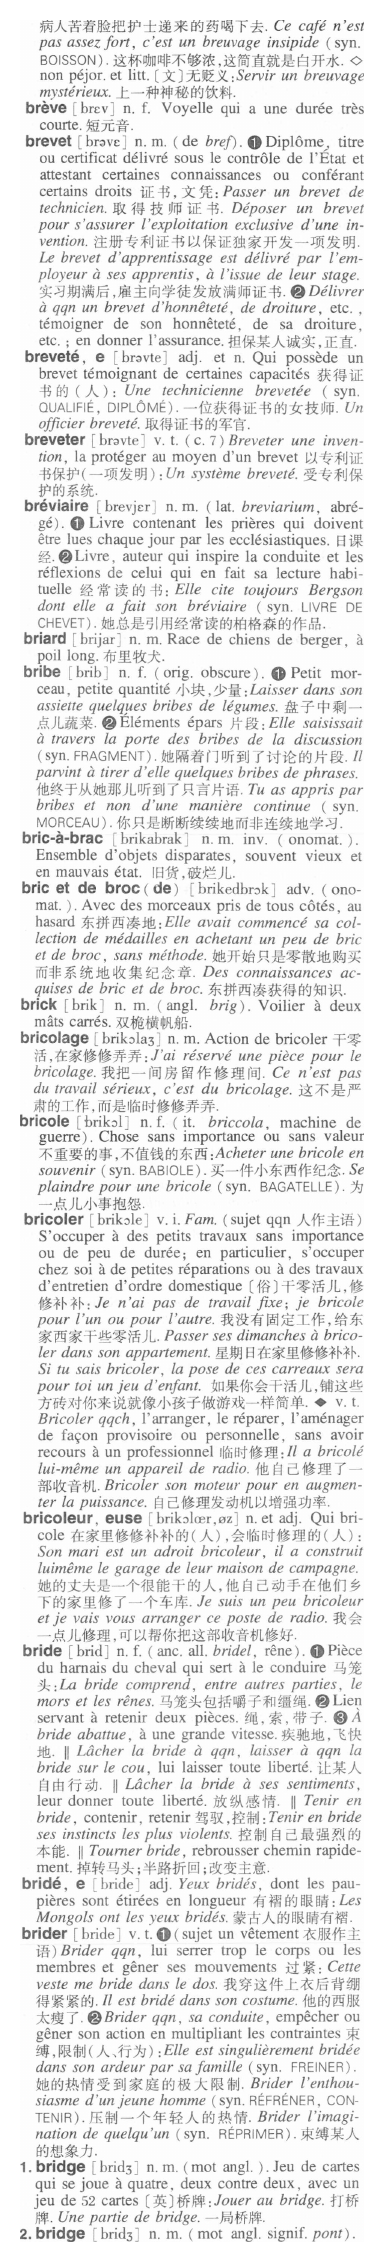 病人苦着脸把护士递来的药喝下去. Ce café n'est
pas assez fort, c'est un breuvage insipide (syn.
BOISSON). 这杯咖啡不够浓,这简直就是白开水. ◇
non péjor. et litt. [文]无贬义:Servir un breuvage
mystérieux. 上一种神秘的饮料.
brève [brɛv] n. f. Voyelle qui a une durée très
courte. 短元音.
brevet [brəvɛ] n. m. (de bref). ❶ Diplôme, titre
ou certificat délivré sous le contrôle de l'État et
attestant certaines connaissances ou conférant
certains droits 证书,文凭:Passer un brevet de
technicien. 取得技师证书. Déposer un brevet
pour s'assurer l'exploitation exclusive d'une in-
vention. 注册专利证书以保证独家开发一项发明.
Le brevet d'apprentissage est délivré par l'em-
ployeur à ses apprentis, à l'issue de leur stage.
实习期满后,雇主向学徒发放满师证书. ❷ Délivrer
à qqn un brevet d'honnêteté, de droiture, etc.,
témoigner de son honnêteté, de sa droiture,
etc.; en donner l'assurance. 担保某人诚实,正直.
breveté, e [brəvte] adj. et n. Qui possède un
brevet témoignant de certaines capacités 获得证
书的(人): Une technicienne brevetée (syn.
QUALIFIÉ, DIPLÔMÉ). 一位获得证书的女技师. Un
officier breveté. 取得证书的军官.
breveter [brəvte] v. t. (c. 7) Breveter une inven-
tion, la protéger au moyen d'un brevet 以专利证
书保护(一项发明):Un système breveté. 受专利保
护的系统.
bréviaire [brevjer] n. m. (lat. breviarium, abré-
gé). ❶ Livre contenant les prières qui doivent
être lues chaque jour par les ecclésiastiques. 日课
经. ❷ Livre, auteur qui inspire la conduite et les
réflexions de celui qui en fait sa lecture habi-
tuelle 经常读的书: Elle cite toujours Bergson
dont elle a fait son bréviaire (syn. LIVRE DE
CHEVET). 她总是引用经常读的柏格森的作品.
briard [brijar] n. m. Race de chiens de berger, à
poil long. 布里牧犬.
bribe [brib] n. f. (orig. obscure). ❶ Petit mor-
ceau, petite quantité 小块,少量:Laisser dans son
assiette quelques bribes de légumes. 盘子中剩一
点儿蔬菜. ❷ Éléments épars 片段: Elle saisissait
à travers la porte des bribes de la discussion
(syn. FRAGMENT). 她隔着门听到了讨论的片段. Il
parvint à tirer d'elle quelques bribes de phrases.
他终于从她那儿听到了只言片语. Tu as appris par
bribes et non d'une manière continue (syn.
MORCEAU). 你只是断断续续地而非连续地学习.
bric-à-brac [brikabrak] n. m. inv. (onomat.).
Ensemble d'objets disparates, souvent vieux et
en mauvais état. 旧货,破烂儿.
bric et de broc (de) [brikedbrɔk] adv. (ono-
mat.). Avec des morceaux pris de tous côtés, au
hasard 东拼西凑地:Elle avait commencé sa col-
lection de médailles en achetant un peu de bric
et de broc, sans méthode. 她开始只是零散地购买
而非系统地收集纪念章. Des connaissances ac-
quises de bric et de broc. 东拼西凑获得的知识.
brick [brik] n. m. (angl. brig). Voilier à deux
mâts carrés. 双桅横帆船.
bricolage [brikɔlaʒ] n. m. Action de bricoler 干零
活,在家修修弄弄:J'ai réservé une pièce pour le
bricolage. 我把一间房留作修理间. Ce n'est pas
du travail sérieux, c'est du bricolage. 这不是严
肃的工作,而是临时修修弄弄.
bricole [brikɔl] n. f. (it. briccola, machine de
guerre). Chose sans importance ou sans valeur
不重要的事,不值钱的东西:Acheter une bricole en
souvenir (syn. BABIOLE). 买一件小东西作纪念. Se
plaindre pour une bricole (syn. BAGATELLE). 为
一点儿小事抱怨.
bricoler [brikɔle] v. i. Fam. (sujet qqn 人作主语)
S'occuper à des petits travaux sans importance
ou de peu de durée; en particulier, s'occuper
chez soi à de petites réparations ou à des travaux
d'entretien d'ordre domestique [俗]干零活儿,修
修补补: Je n'ai pas de travail fixe; je bricole
pour l'un ou pour l'autre. 我没有固定工作,给东
家西家干些零活儿. Passer ses dimanches à brico-
ler dans son appartement. 星期日在家里修修补补.
Si tu sais bricoler, la pose de ces carreaux sera
pour toi un jeu d'enfant. 如果你会干活儿,铺这些
方砖对你来说就像小孩子做游戏一样简单. ◆ v. t.
Bricoler qqch, l'arranger, le réparer, l'aménager
de façon provisoire ou personnelle, sans avoir
recours à un professionnel 临时修理:Il a bricolé
lui-même un appareil de radio. 他自己修理了一
部收音机. Bricoler son moteur pour en augmen-
ter la puissance. 自己修理发动机以增强功率.
bricoleur, euse [brikɔlœr,øz] n. et adj. Qui bri-
cole 在家里修修补补的(人),会临时修理的(人):
Son mari est un adroit bricoleur, il a construit
luimême le garage de leur maison de campagne.
她的丈夫是一个很能干的人,他自己动手在他们乡
下的家里修了一个车库. Je suis un peu bricoleur
et je vais vous arranger ce poste de radio. 我会
一点儿修理,可以帮你把这部收音机修好.
bride [brid] n. f. (anc. all. bridel, rêne). ❶ Pièce
du harnais du cheval qui sert à le conduire 马笼
头:La bride comprend, entre autres parties, le
mors et les rênes. 马笼头包括嚼子和缰绳. ❷ Lien
servant à retenir deux pièces. 绳,索,带子. ❸ À
bride abattue, à une grande vitesse. 疾驰地,飞快
地. ‖ Lâcher la bride à qqn, laisser à qqn la
bride sur le cou, lui laisser toute liberté. 让某人
自由行动. ‖ Lâcher la bride à ses sentiments,
leur donner toute liberté. 放纵感情. ‖ Tenir en
bride, contenir, retenir 驾驭,控制:Tenir en bride
ses instincts les plus violents. 控制自己最强烈的
本能. ‖ Tourner bride, rebrousser chemin rapide-
ment. 掉转马头;半路折回;改变主意.
bridé, e [bride] adj. Yeux bridés, dont les pau-
pières sont étirées en longueur 有褶的眼睛:Les
Mongols ont les yeux bridés. 蒙古人的眼睛有褶.
brider [bride] v. t. ❶ (sujet un vêtement 衣服作主
语) Brider qqn, lui serrer trop le corps ou les
membres et gêner ses mouvements 过紧: Cette
veste me bride dans le dos. 我穿这件上衣后背绷
得紧紧的. Il est bridé dans son costume. 他的西服
太瘦了. ❷ Brider qqn, sa conduite, empêcher ou
gêner son action en multipliant les contraintes 束
缚,限制(人、行为):Elle est singulièrement bridée
dans son ardeur par sa famille (syn. FREINER).
她的热情受到家庭的极大限制. Brider l'enthou-
siasme d'un jeune homme (syn. RÉFRÉNER, CON-
TENIR). 压制一个年轻人的热情. Brider l'imagi-
nation de quelqu'un (syn. RÉPRIMER). 束缚某人
的想象力.
1. bridge [bridʒ] n. m. (mot angl.). Jeu de cartes
qui se joue à quatre, deux contre deux, avec un
jeu de 52 cartes [英]桥牌:Jouer au bridge. 打桥
牌. Une partie de bridge. 一局桥牌.
2. bridge [bridʒ] n. m. (mot angl. signif. pont).